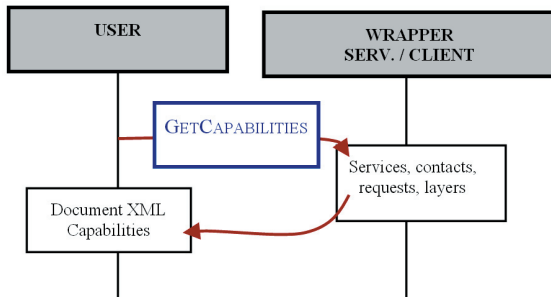 USER
WRAPPER
SERV. / CLIENT
GETCAPABILITIES
Services, contacts,
requests, layers
Document XML
Capabilities